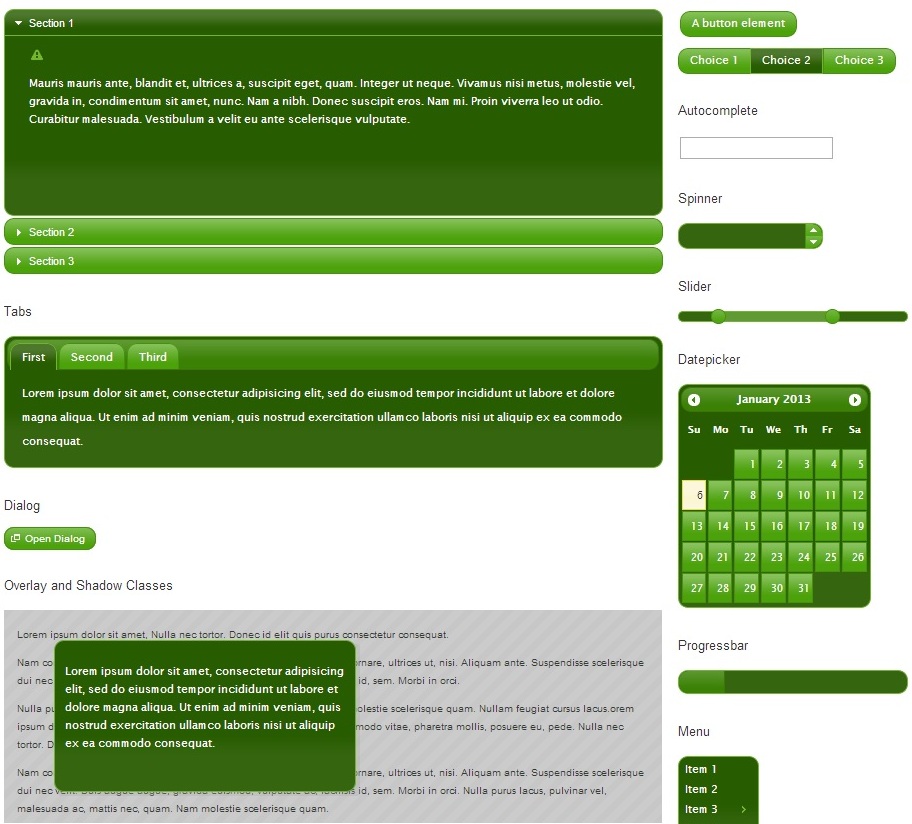 Section 1
Mauris mauris ante, blandit et, ultrices a, suscipit eget, quam. Integer ut neque. Vivamus nisi metus, molestie vel,
gravida in, condimentum sit amet, nunc. Nam a nibh. Donec suscipit eros. Nam mi. Proin viverra leo ut odio.
Curabitur malesuada. Vestibulum a velit eu ante scelerisque vulputate.
Section 2
Section 3
Tabs
First Second Third
Lorem ipsum dolor sit amet, consectetur adipisicing elit, sed do eiusmod tempor incididunt ut labore et dolore
magna aliqua. Ut enim ad minim veniam, quis nostrud exercitation ullamco laboris nisi ut aliquip ex ea commodo
consequat.
Dialog
Open Dialog
Overlay and Shadow Classes
Lorem ipsum dolor sit amet, Nulla nec tortor. Donec id elit quis purus consectetur consequat.
Nam co ornare, ultrices ut, nisi. Aliquam ante. Suspendisse scelerisque
dui nec id, sem. Morbi in orci.
Nulla pu olestie scelerisque quam. Nullam feugiat cursus lacus.orem
ipsum d modo vitae, pharetra mollis, posuere eu, pede. Nulla nec
tortor. D
Nam co ornare, ultrices ut, nisi. Aliquam ante. Suspendisse scelerisque
dui nec id, sem. Morbi in orci. Nulla purus lacus, pulvinar vel,
malesuada ac, mattis nec, quam. Nam molestie scelerisque quam.
Lorem ipsum dolor sit amet, consectetur adipisicing
elit, sed do eiusmod tempor incididunt ut labore et
dolore magna aliqua. Ut enim ad minim veniam, quis
nostrud exercitation ullamco laboris nisi ut aliquip
ex ea commodo consequat.
A button element
Choice 1 Choice 2 Choice 3
Autocomplete
Spinner
Slider
Datepicker
January 2013
Su Mo Tu We Th Fr Sa
1 2 3 4 5
6 7 8 9 10 11 12
13 14 15 16 17 18 19
20 21 22 23 24 25 26
27 28 29 30 31
Progressbar
Menu
Item 1
Item 2
Item 3